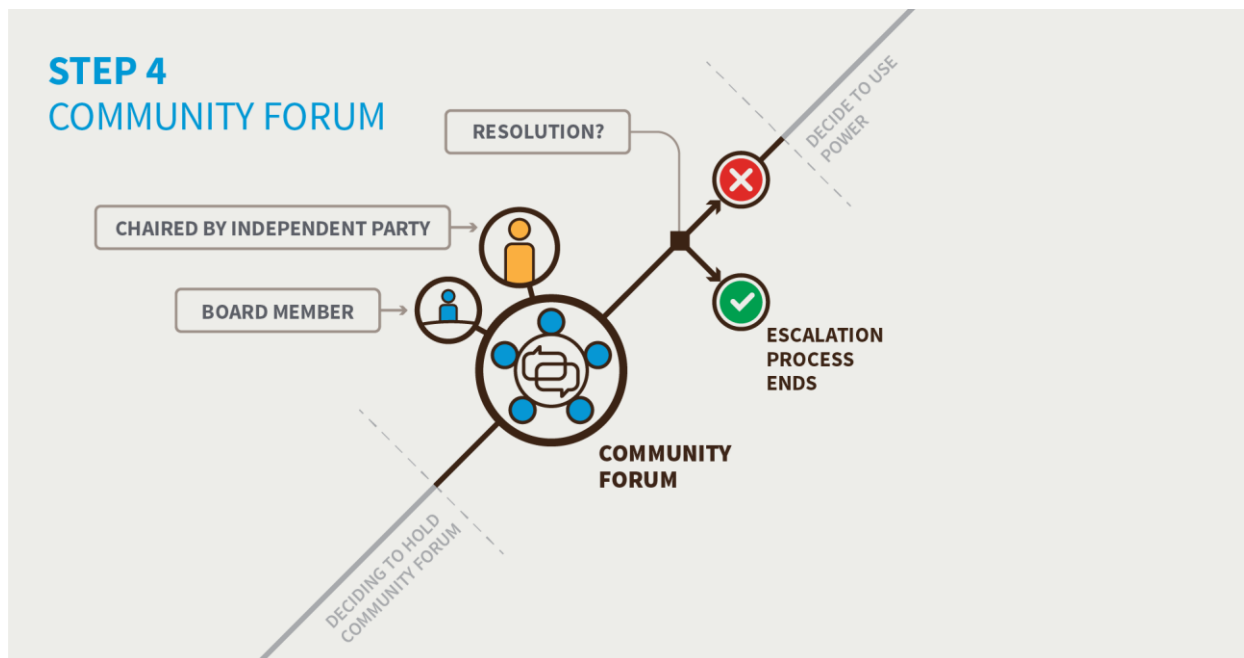 STEP 4
COMMUNITY FORUM
RESOLUTION?
DECIDE TO USE
POWER
CHAIRED BY INDEPENDENT PARTY
BOARD MEMBER
ESCALATION
PROCESS
ENDS
COMMUNITY
FORUM
DECIDING TO HOLD
COMMUNITY FORUM